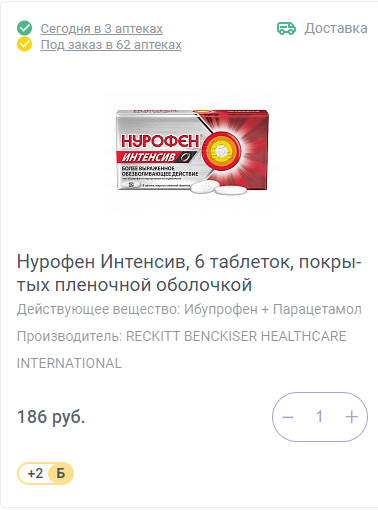 Сегодня в 3 аптеках
Доставка
Под заказ в 62 аптеках
НУРОФЕН
ИНТЕНСИВ
БОЛЕЕ ВЫРАЖЕННОЕ
ОБЕЗБОЛИВАЮЩЕЕ ДЕЙСТВИЕ
Нурофен Интенсив, 6 таблеток, покры-
тых пленочной оболочкой
Действующее вещество: Ибупрофен + Парацетамол
Производитель: RECKITT BENCKISER HEALTHCARE
INTERNATIONAL
186 руб.
− 1 +
+2 Б